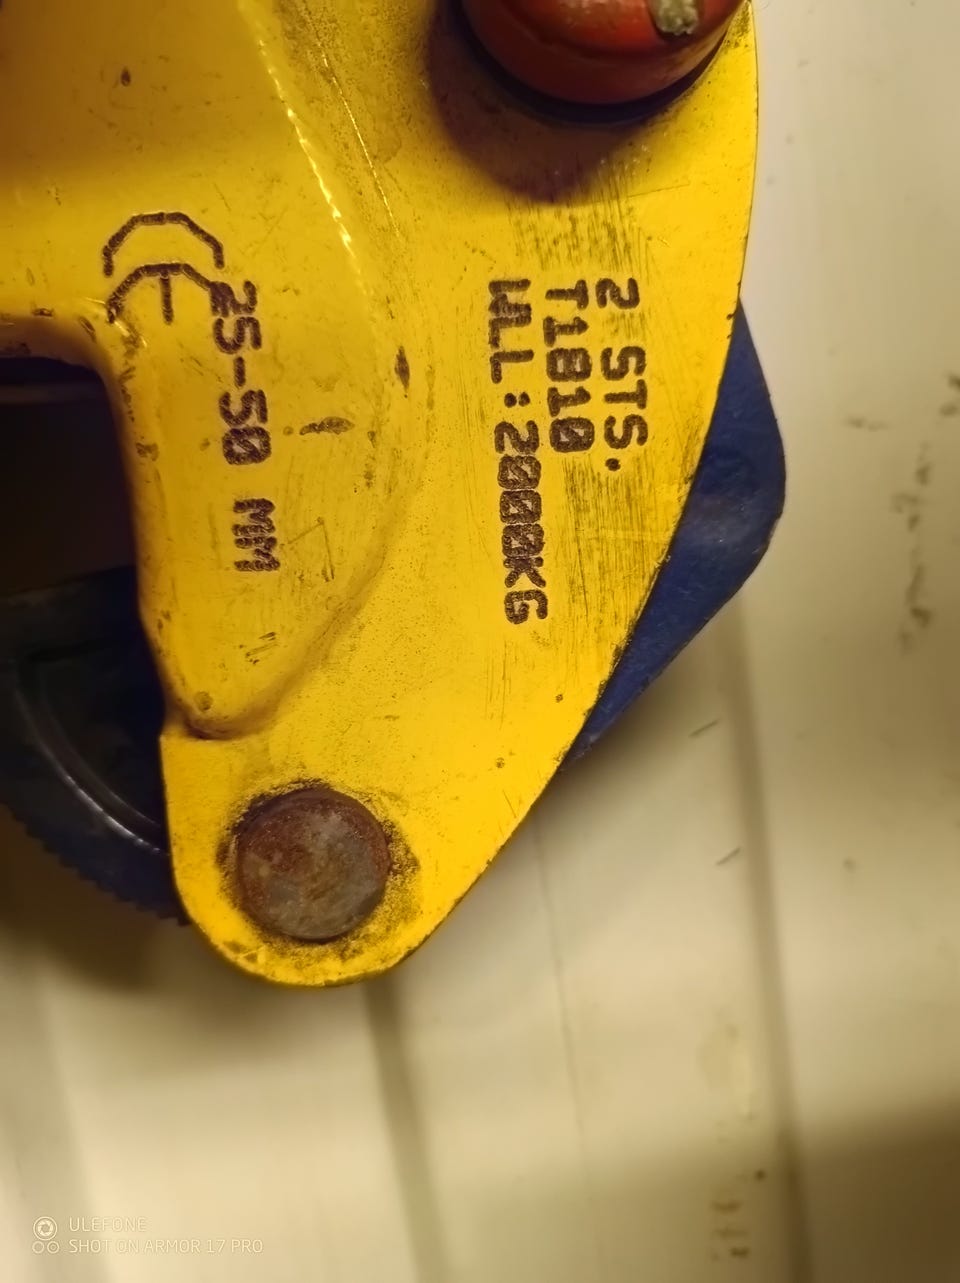 2 STS.
T1810
WLL:2000KG
CE
25-50 MM
ULEFONE
SHOT ON ARMOR 17 PRO